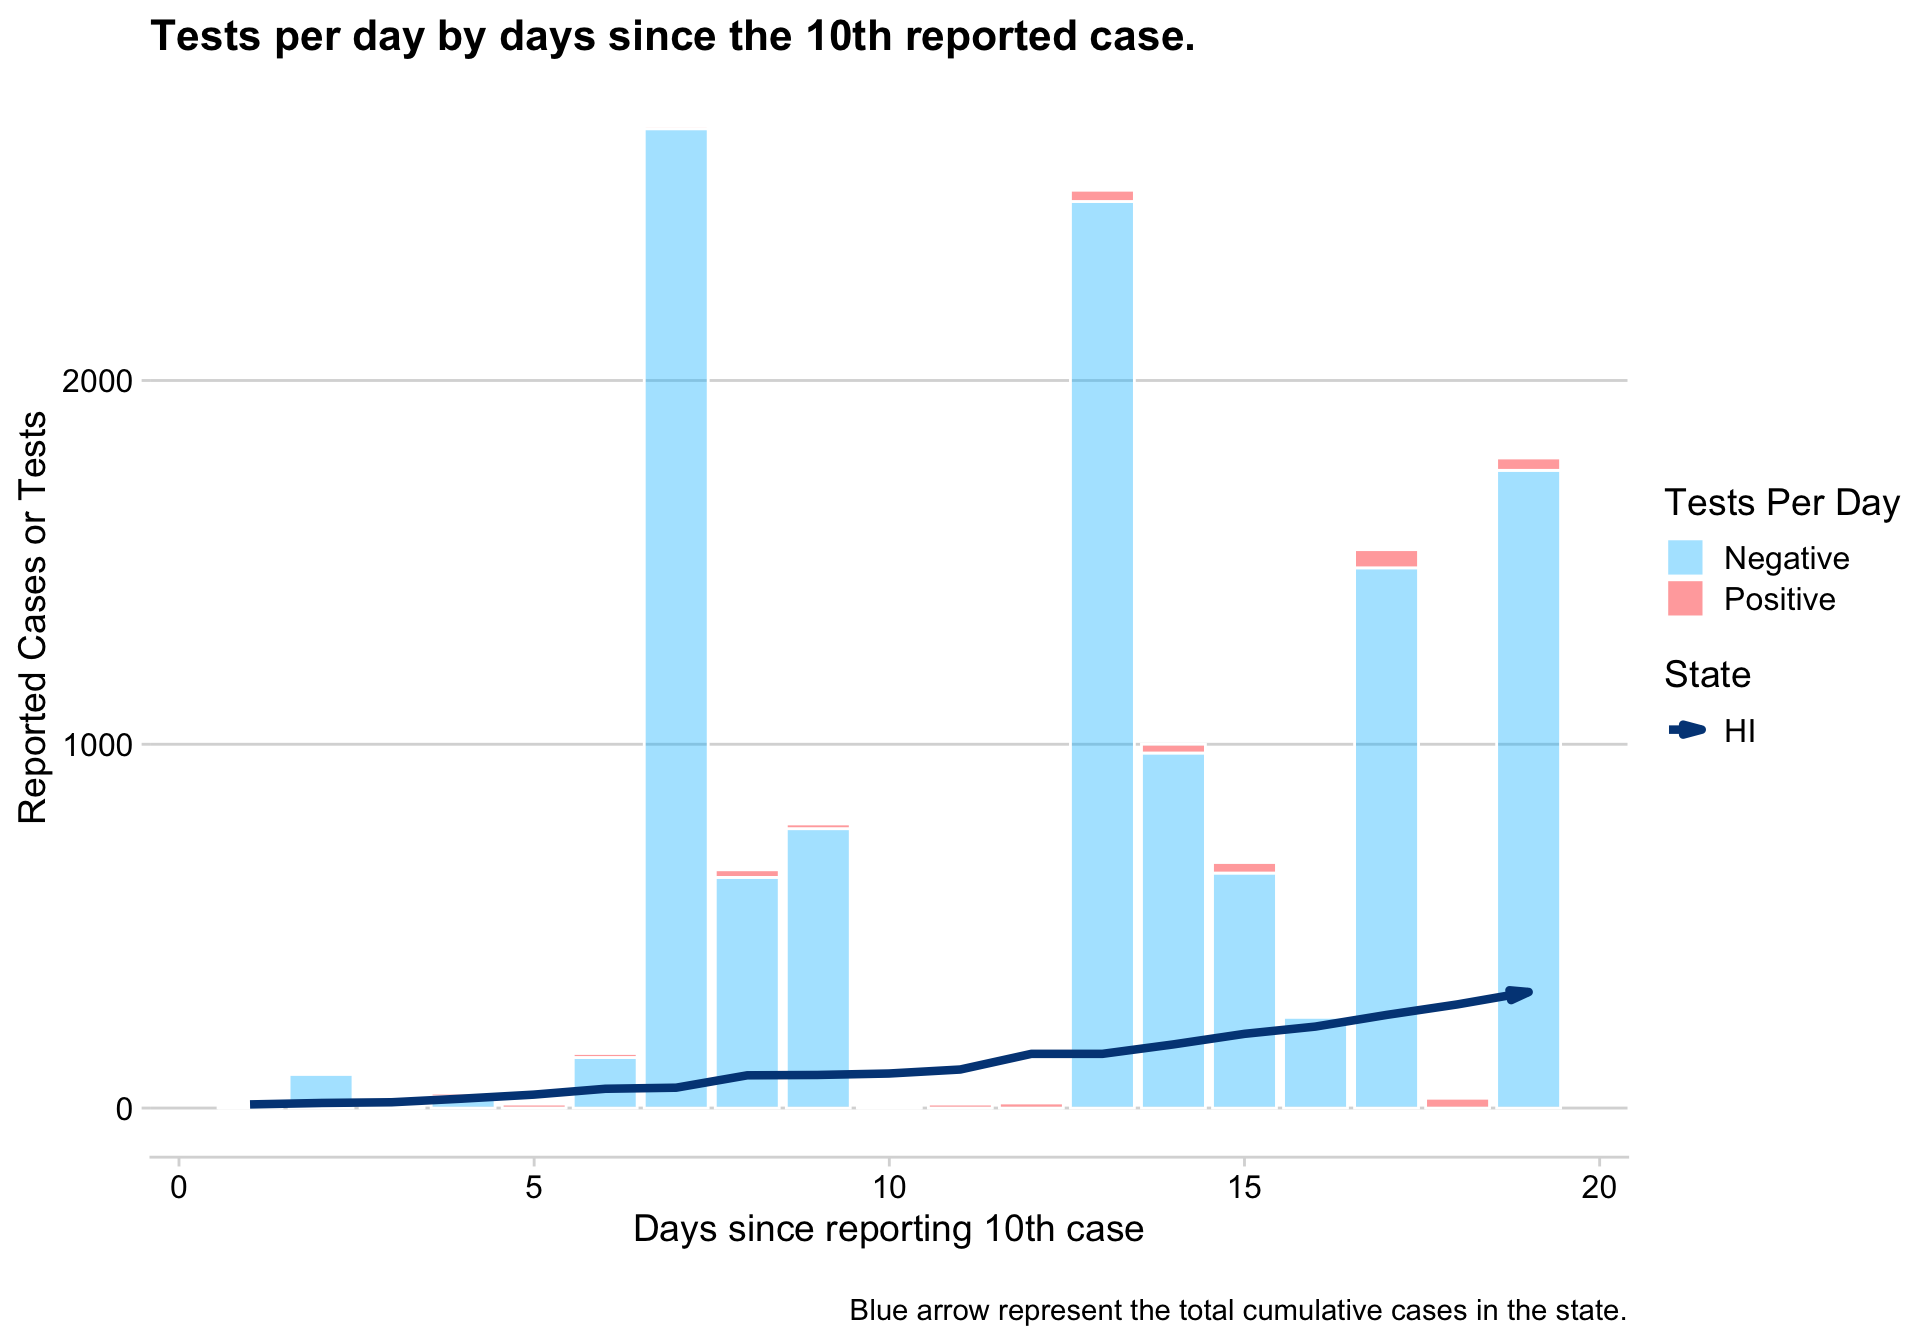 Tests per day by days since the 10th reported case.
Reported Cases or Tests
2000
1000
0
0 5 10 15 20
Days since reporting 10th case
Tests Per Day
Negative
Positive
State
HI
Blue arrow represent the total cumulative cases in the state.